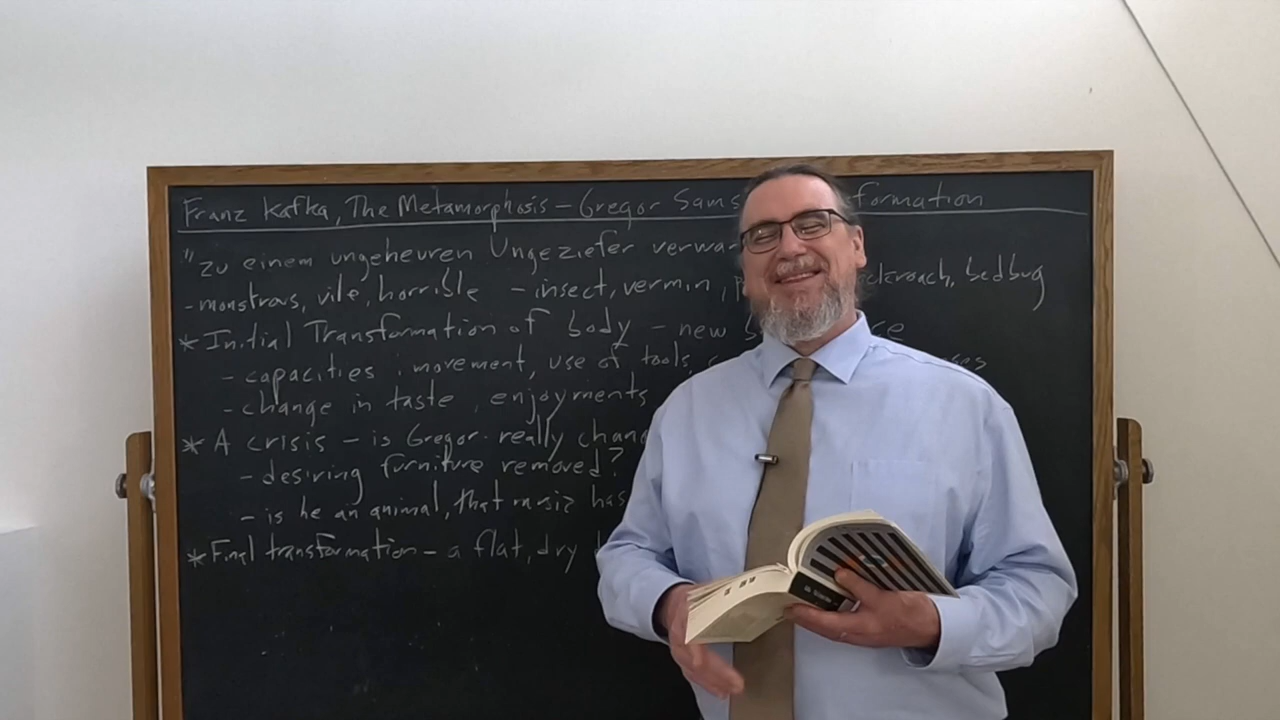 Franz Kafka, The Metamorphosis – Gregor Sams formation
"zu einem ungeheuren Ungeziefer verwa
- monstrous, vile, horrible - insect, vermin, ckroach, bedbug
* Initial Transformation of body - new b ce
- capacities, movement, use of tools,
- change in taste, enjoyments
* A crisis - is Gregor really chan
- desiring furniture removed?
- is he an animal, that music has
* Final transformation - a flat, dry